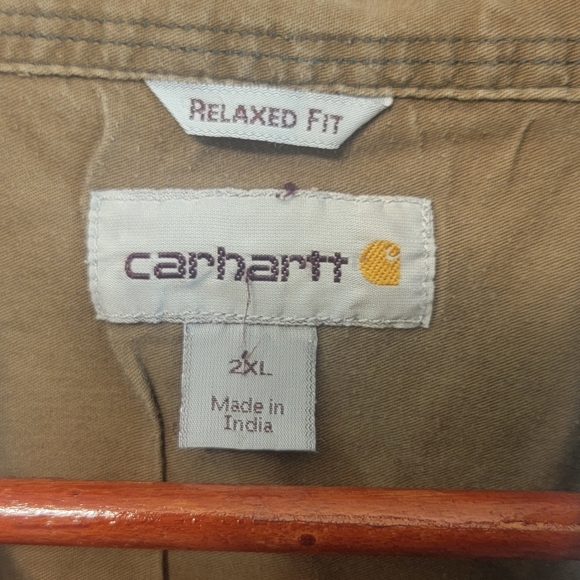 RELAXED FIT
carhartt
2XL
Made in
India